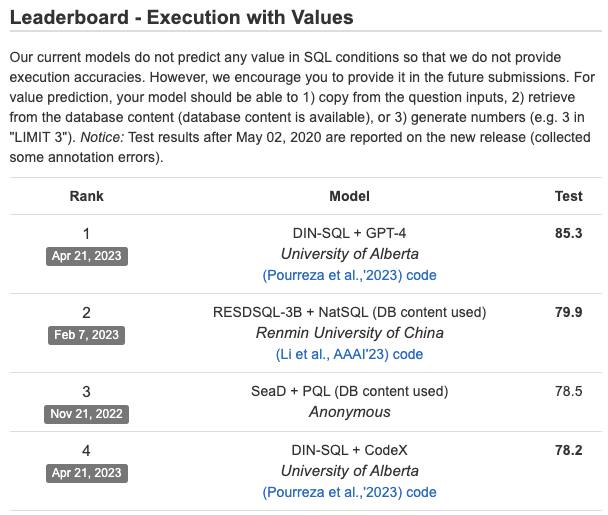 Leaderboard - Execution with Values
Our current models do not predict any value in SQL conditions so that we do not provide
execution accuracies. However, we encourage you to provide it in the future submissions. For
value prediction, your model should be able to 1) copy from the question inputs, 2) retrieve
from the database content (database content is available), or 3) generate numbers (e.g. 3 in
"LIMIT 3"). Notice: Test results after May 02, 2020 are reported on the new release (collected
some annotation errors).
Rank Model Test
1 DIN-SQL + GPT-4 85.3
Apr 21, 2023 University of Alberta
(Pourreza et al.,'2023) code
2 RESDSQL-3B + NatSQL (DB content used) 79.9
Feb 7, 2023 Renmin University of China
(Li et al., AAAI'23) code
3 SeaD + PQL (DB content used) 78.5
Nov 21, 2022 Anonymous
4 DIN-SQL + CodeX 78.2
Apr 21, 2023 University of Alberta
(Pourreza et al.,'2023) code